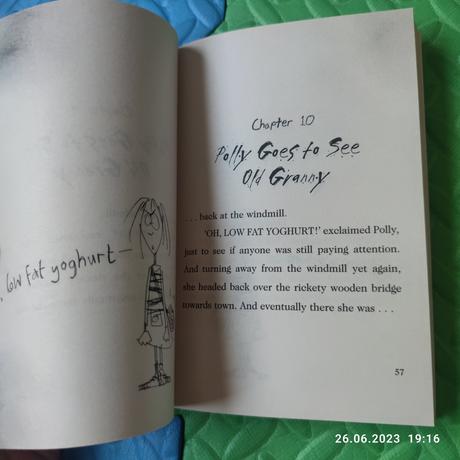 low fat yoghurt—
Chapter 10
Polly Goes to See
Old Granny
. . . back at the windmill.
'OH, LOW FAT YOGHURT!' exclaimed Polly,
just to see if anyone was still paying attention.
And turning away from the windmill yet again,
she headed back over the rickety wooden bridge
towards town. And eventually there she was . . .
57
26.06.2023 19:16